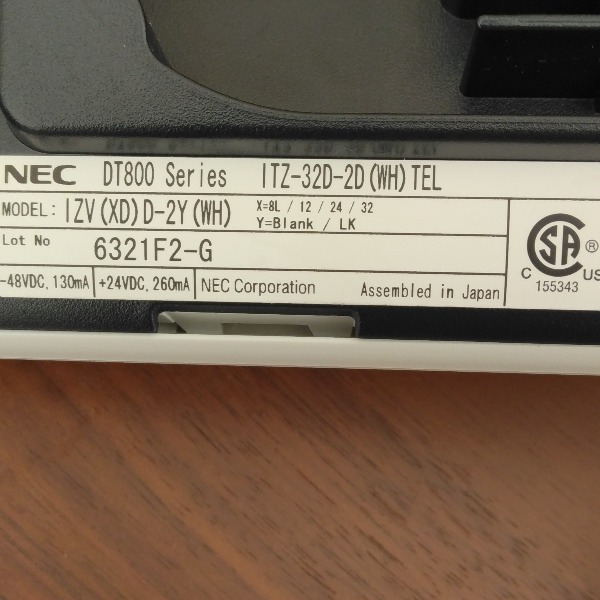 NEC DT800 Series ITZ-32D-2D(WH)TEL
MODEL: IZV(XD)D-2Y(WH) X=8L / 12 / 24 / 32
Y=Blank / LK
Lot No 6321F2-G
-48VDC, 130mA +24VDC, 260mA NEC Corporation Assembled in Japan
SA ®
C US
155343